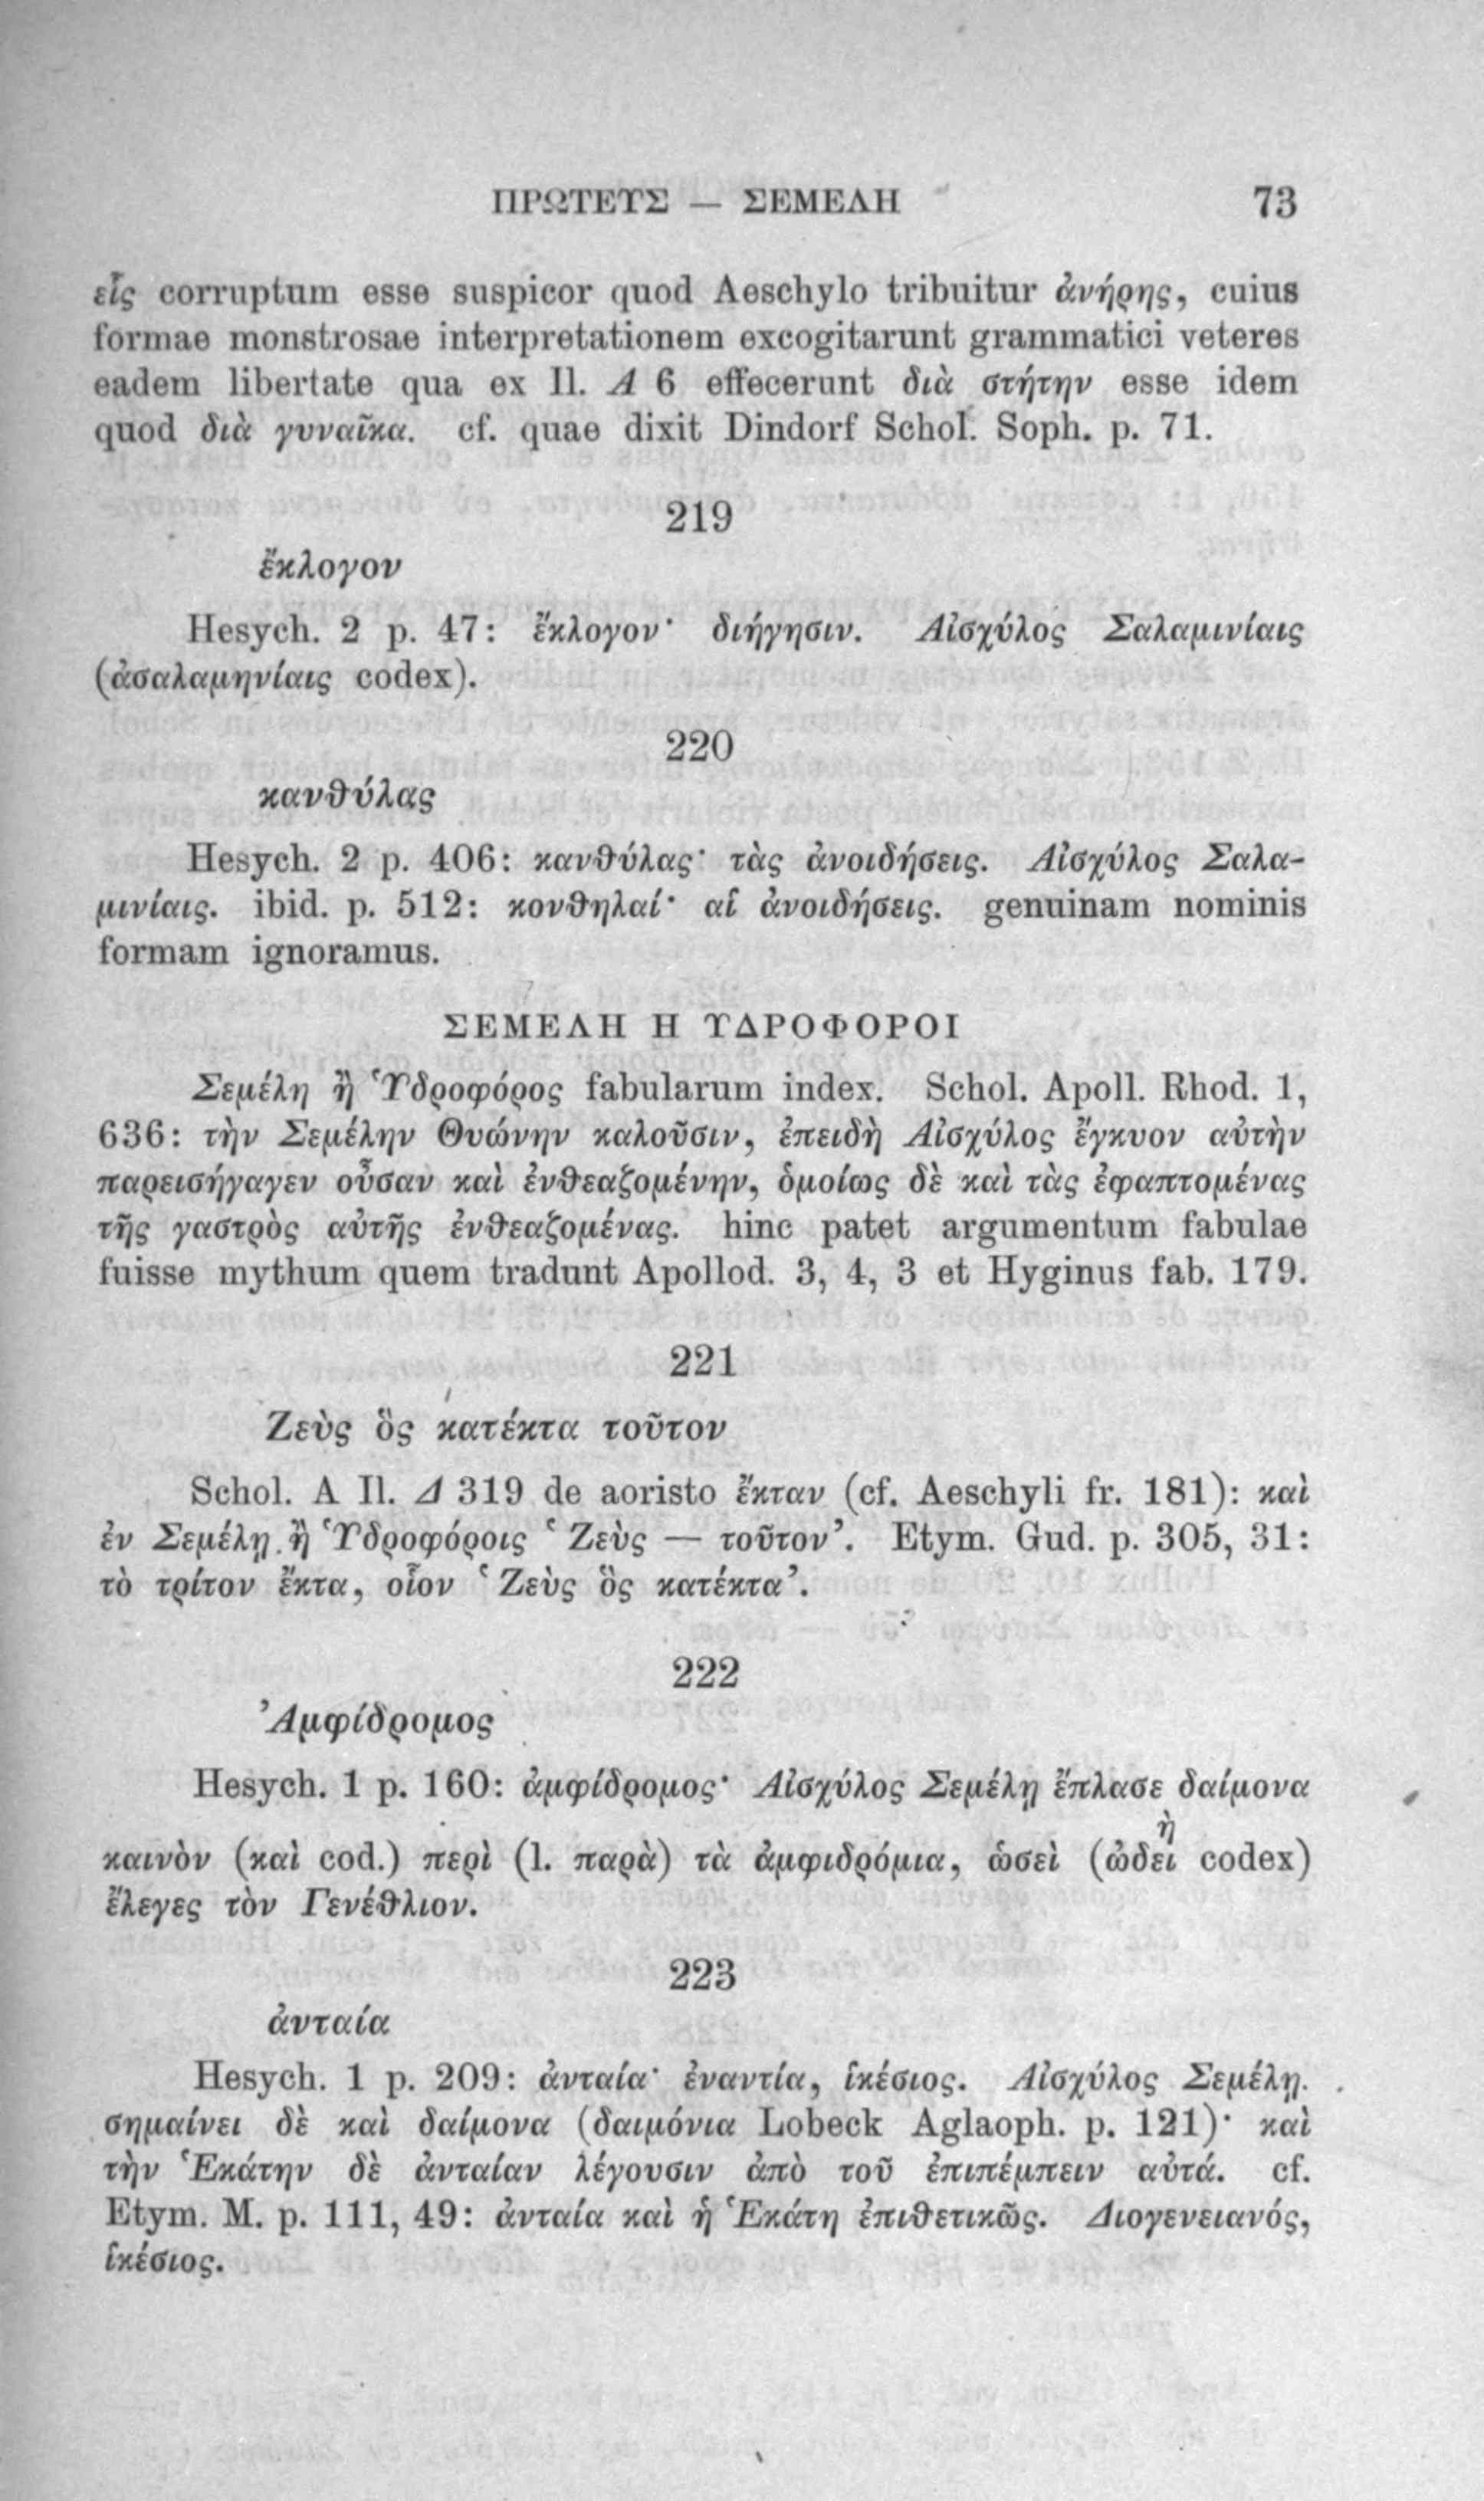 ΠΡΩΤΕΥΣ — ΣΕΜΕΛΗ 73
εἷς corruptum esse suspicor quod Aeschylo tribuitur ἀνήρης, cuius
formae monstrosae interpretationem excogitarunt grammatici veteres
eadem libertate qua ex Il. Α 6 effecerunt διὰ στήτην esse idem
quod διὰ γυναῖκα. cf. quae dixit Dindorf Schol. Soph. p. 71.
219
ἔκλογον
Hesych. 2 p. 47: ἔκλογον· διήγησιν. Αἰσχύλος Σαλαμινίαις
(ἀσαλαμηνίαις codex).
220
κανθύλας
Hesych. 2 p. 406: κανθύλας· τὰς ἀνοιδήσεις. Αἰσχύλος Σαλα-
μινίαις. ibid. p. 512: κονθηλαί· αἱ ἀνοιδήσεις. genuinam nominis
formam ignoramus.
ΣΕΜΕΛΗ Η ΥΔΡΟΦΟΡΟΙ
Σεμέλη ἢ Ὑδροφόρος fabularum index. Schol. Apoll. Rhod. 1,
636: τὴν Σεμέλην Θυώνην καλοῦσιν, ἐπειδὴ Αἰσχύλος ἔγκυον αὐτὴν
παρεισήγαγεν οὖσαν καὶ ἐνθεαζομένην, ὁμοίως δὲ καὶ τὰς ἐφαπτομένας
τῆς γαστρὸς αὐτῆς ἐνθεαζομένας. hinc patet argumentum fabulae
fuisse mythum quem tradunt Apollod. 3, 4, 3 et Hyginus fab. 179.
221
Ζεὺς ὃς κατέκτα τοῦτον
Schol. A Il. Δ 319 de aoristo ἔκταν (cf. Aeschyli fr. 181): καὶ
ἐν Σεμέλῃ ἢ Ὑδροφόροις ‘Ζεὺς — τοῦτον’. Etym. Gud. p. 305, 31:
τὸ τρίτον ἔκτα, οἷον ‘Ζεὺς ὃς κατέκτα’.
222
Ἀμφίδρομος
Hesych. 1 p. 160: ἀμφίδρομος· Αἰσχύλος Σεμέλῃ ἔπλασε δαίμονα
καινὸν (καὶ cod.) περὶ (l. παρὰ) τὰ ἀμφιδρόμια, ὡσεὶ (ὠδεὶ ἢ codex)
ἔλεγες τὸν Γενέθλιον.
223
ἀνταία
Hesych. 1 p. 209: ἀνταία· ἐναντία, ἱκέσιος. Αἰσχύλος Σεμέλῃ.
σημαίνει δὲ καὶ δαίμονα (δαιμόνια Lobeck Aglaoph. p. 121)· καὶ
τὴν Ἑκάτην δὲ ἀνταίαν λέγουσιν ἀπὸ τοῦ ἐπιπέμπειν αὐτά. cf.
Etym. M. p. 111, 49: ἀνταία καὶ ἡ Ἑκάτη ἐπιθετικῶς. Διογενειανός,
ἱκέσιος.